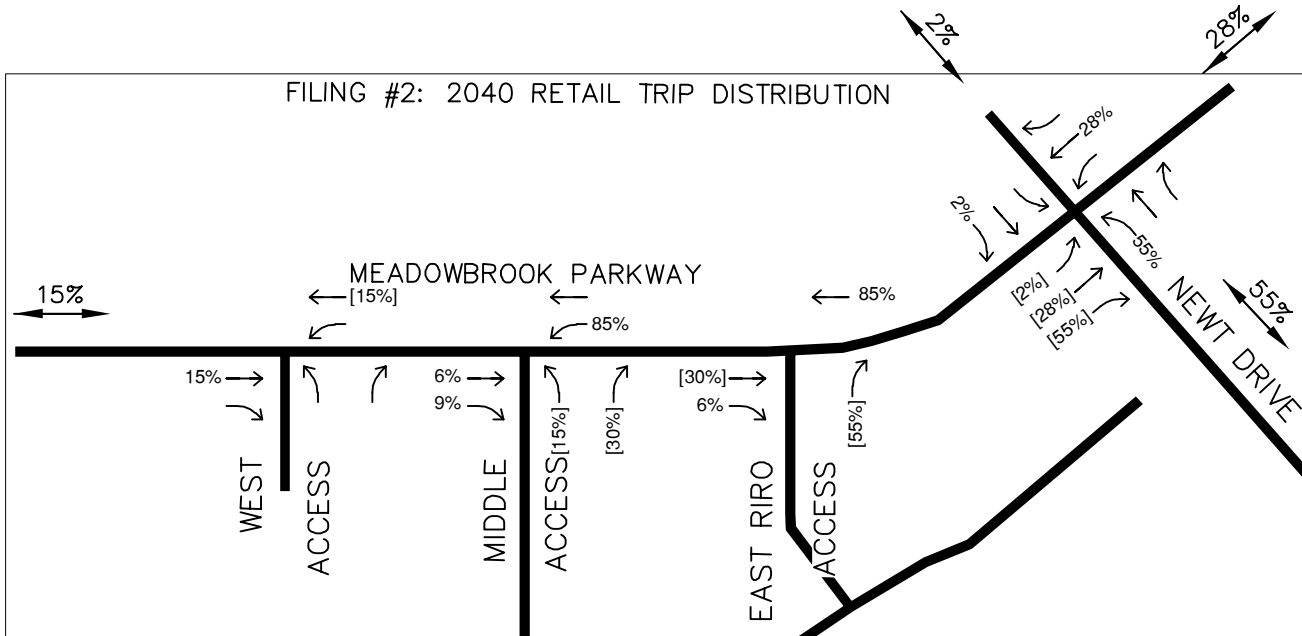 2%
28%
FILING #2: 2040 RETAIL TRIP DISTRIBUTION
28%
2%
55%
MEADOWBROOK PARKWAY
15%
[15%]
85%
85%
[2%]
[28%]
[55%]
NEWT DRIVE
55%
15%
6%
9%
[15%]
[30%]
[30%]
6%
[55%]
WEST
ACCESS
MIDDLE
ACCESS
EAST RIRO
ACCESS